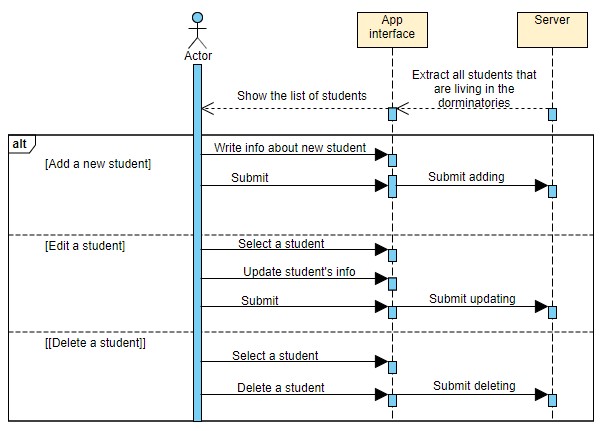 App
interface
Server
Actor
Extract all students that
are living in the
dorminatories
Show the list of students
alt
[Add a new student]
Write info about new student
Submit
Submit adding
[Edit a student]
Select a student
Update student's info
Submit
Submit updating
[[Delete a student]]
Select a student
Delete a student
Submit deleting